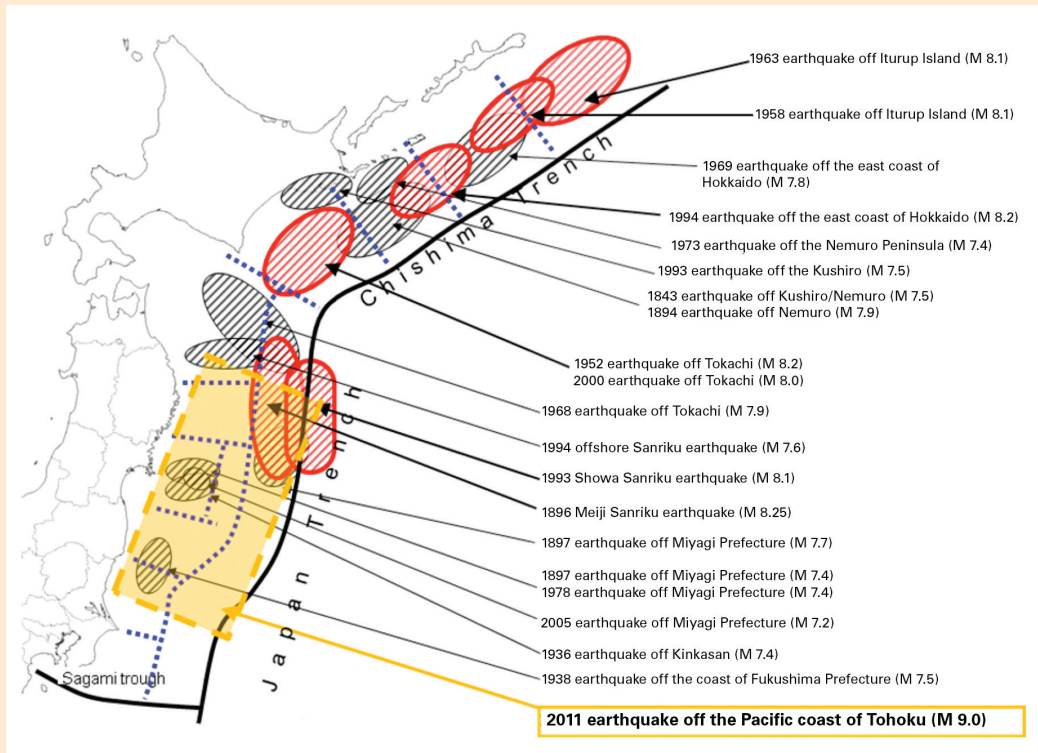 1963 earthquake off Iturup Island (M 8.1)
1958 earthquake off Iturup Island (M 8.1)
1969 earthquake off the east coast of
Hokkaido (M 7.8)
1994 earthquake off the east coast of Hokkaido (M 8.2)
1973 earthquake off the Nemuro Peninsula (M 7.4)
1993 earthquake off the Kushiro (M 7.5)
1843 earthquake off Kushiro/Nemuro (M 7.5)
1894 earthquake off Nemuro (M 7.9)
Chishima Trench
1952 earthquake off Tokachi (M 8.2)
2000 earthquake off Tokachi (M 8.0)
1968 earthquake off Tokachi (M 7.9)
1994 offshore Sanriku earthquake (M 7.6)
1993 Showa Sanriku earthquake (M 8.1)
1896 Meiji Sanriku earthquake (M 8.25)
1897 earthquake off Miyagi Prefecture (M 7.7)
1897 earthquake off Miyagi Prefecture (M 7.4)
1978 earthquake off Miyagi Prefecture (M 7.4)
2005 earthquake off Miyagi Prefecture (M 7.2)
1936 earthquake off Kinkasan (M 7.4)
1938 earthquake off the coast of Fukushima Prefecture (M 7.5)
Japan Trench
Sagami trough
2011 earthquake off the Pacific coast of Tohoku (M 9.0)